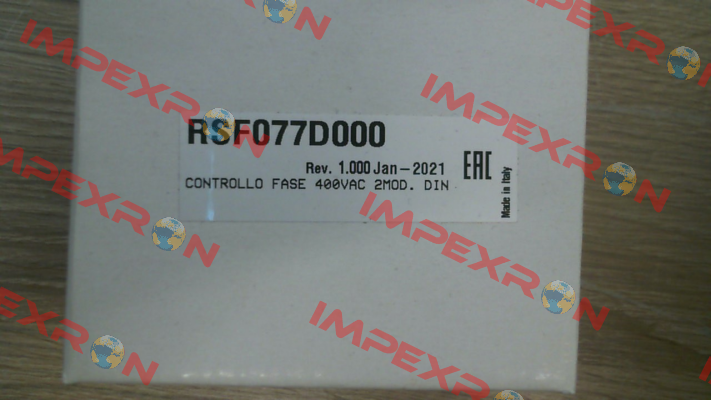 RSF077D000
Rev. 1.000 Jan-2021
CONTROLLO FASE 400VAC 2MOD. DIN
EAC
Made in Italy
IMPEXRON
IMPEXRON
IMPEXRON
IMPEXRON
IMPEXRON
IMPEXRON